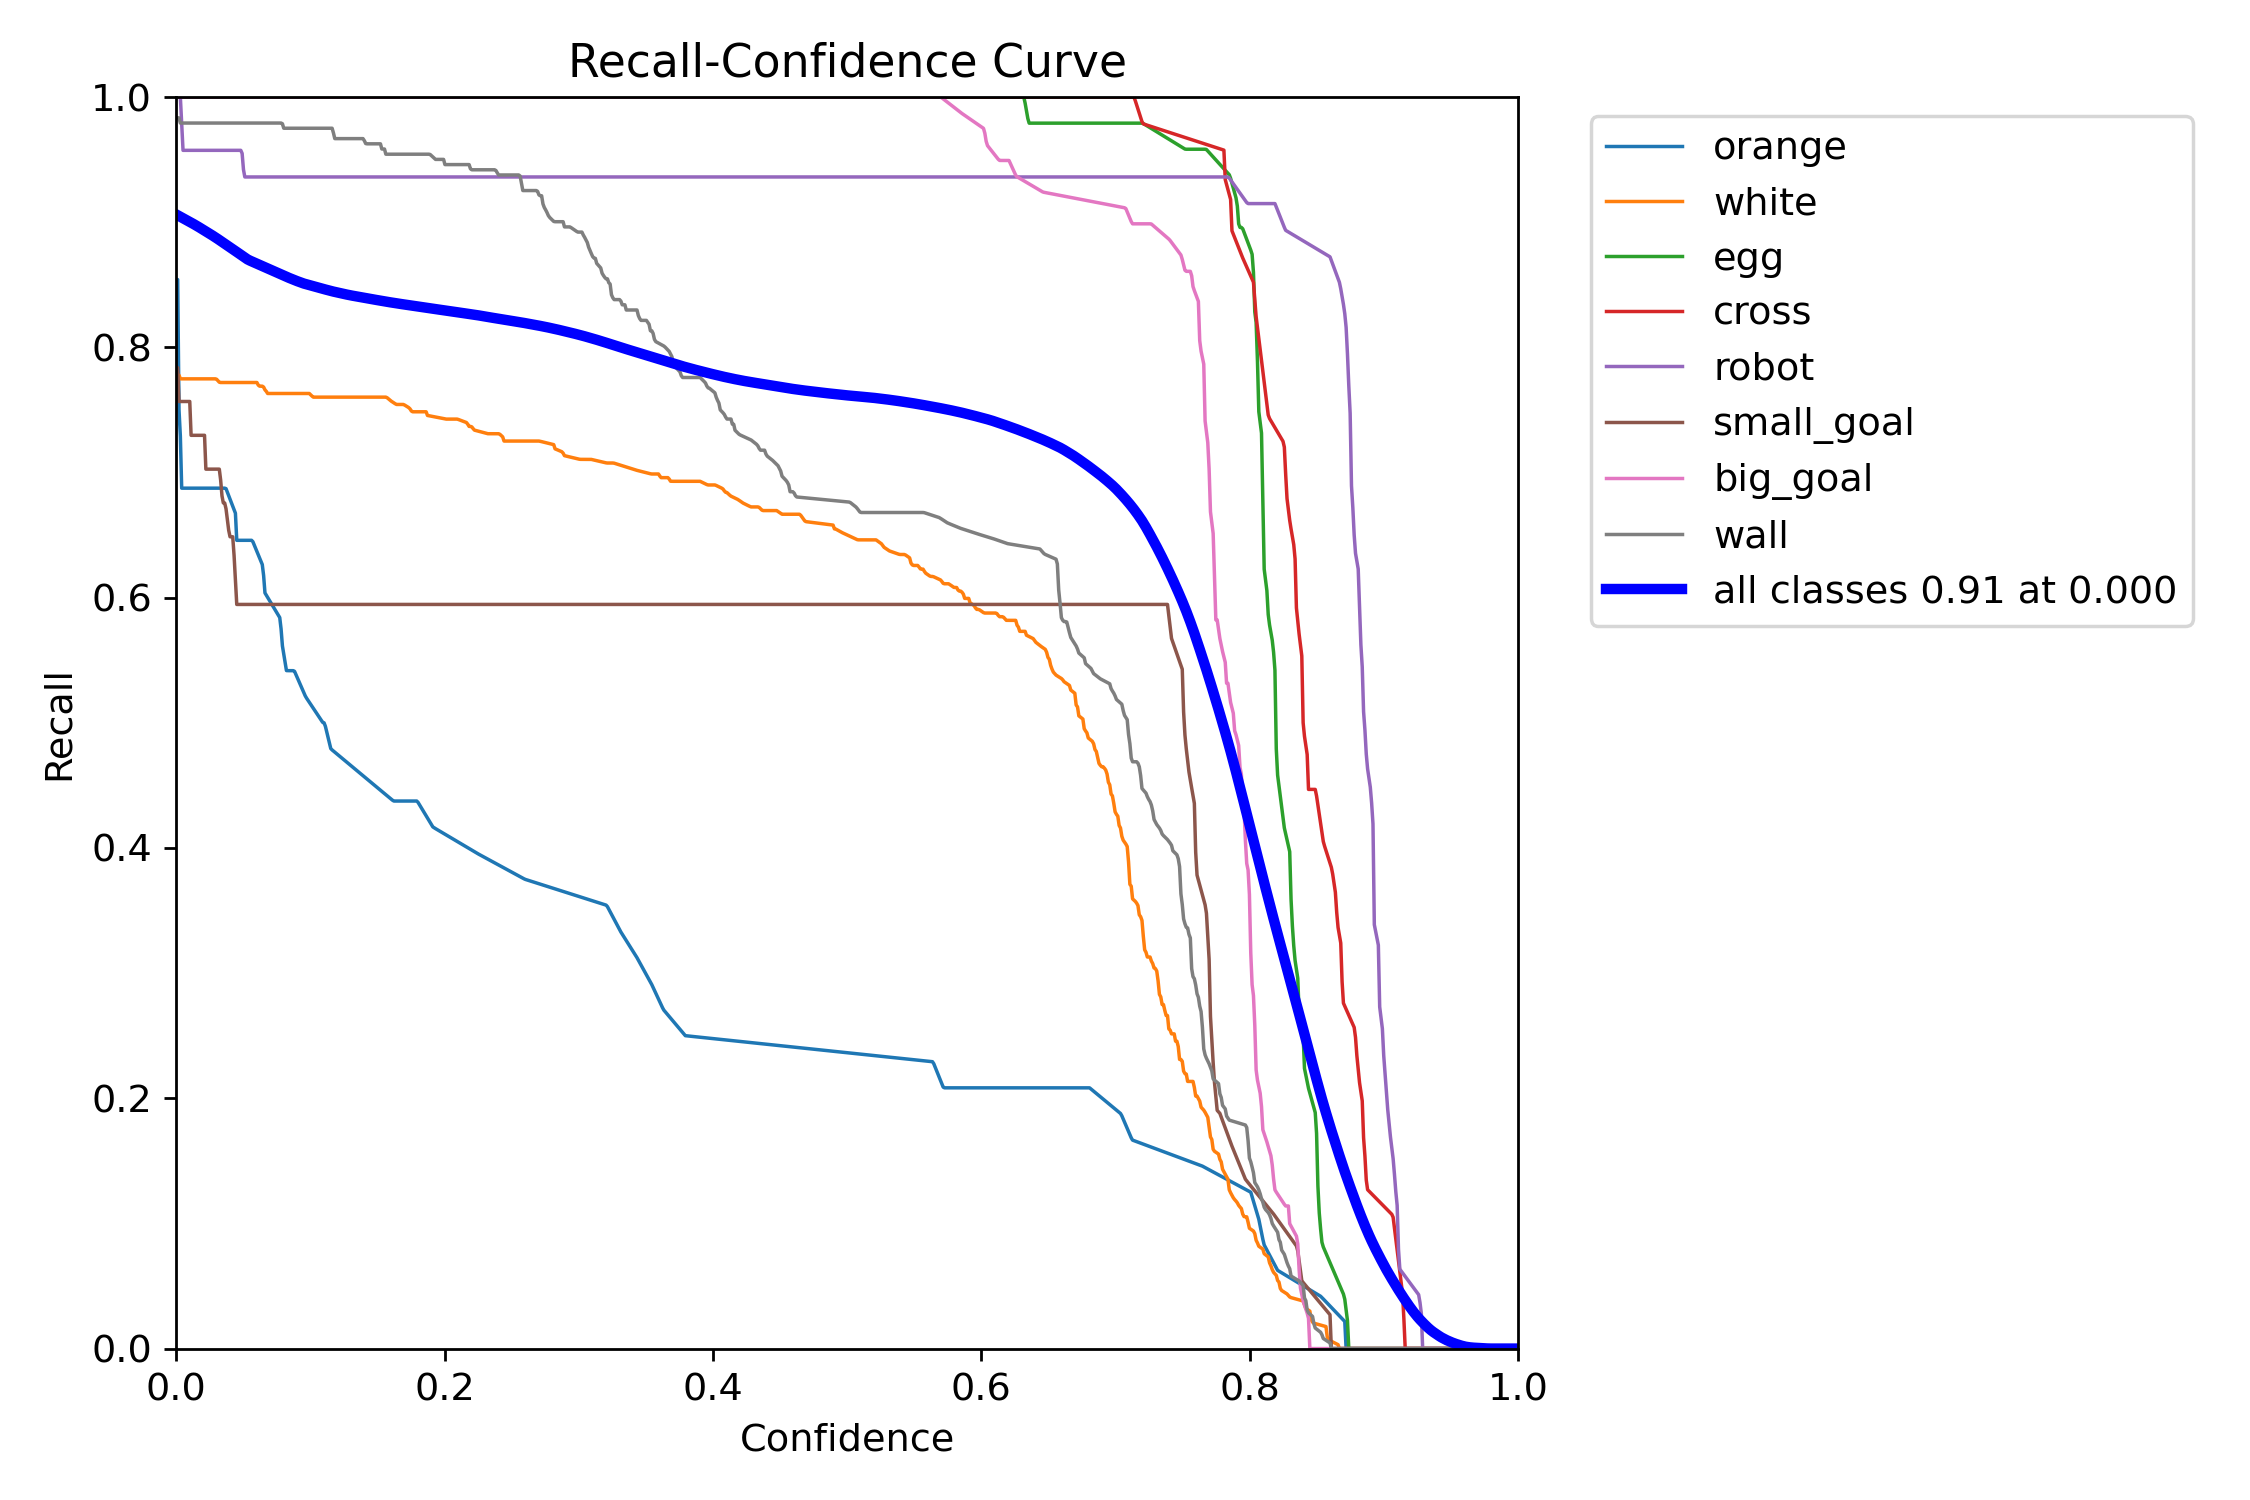 Recall-Confidence Curve
1.0
0.8
0.6
0.4
0.2
0.0
Recall
0.0 0.2 0.4 0.6 0.8 1.0
Confidence
orange
white
egg
cross
robot
small_goal
big_goal
wall
all classes 0.91 at 0.000